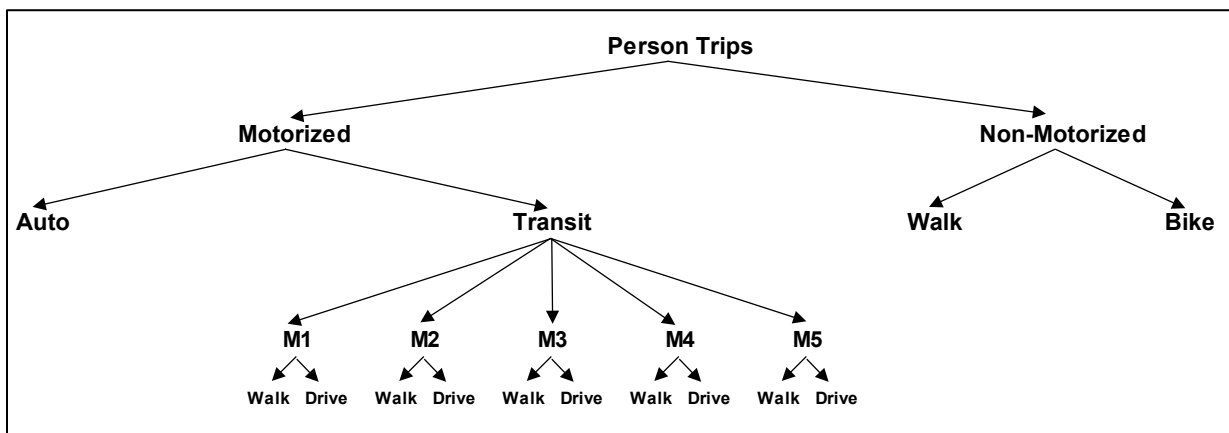 Person Trips
Motorized Non-Motorized
Auto Transit Walk Bike
M1 M2 M3 M4 M5
Walk Drive Walk Drive Walk Drive Walk Drive Walk Drive